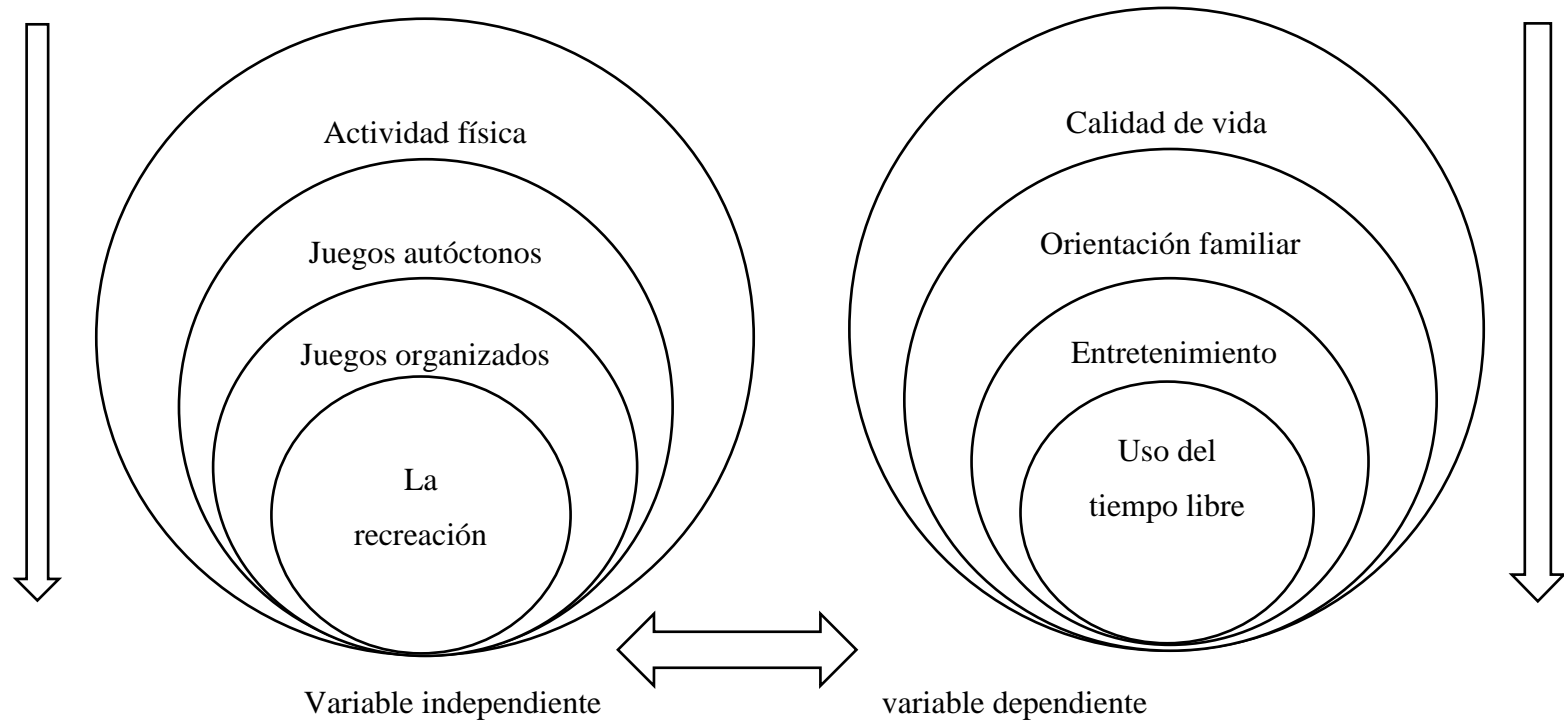 Actividad física
Juegos autóctonos
Juegos organizados
La
recreación
Variable independiente
Calidad de vida
Orientación familiar
Entretenimiento
Uso del
tiempo libre
variable dependiente